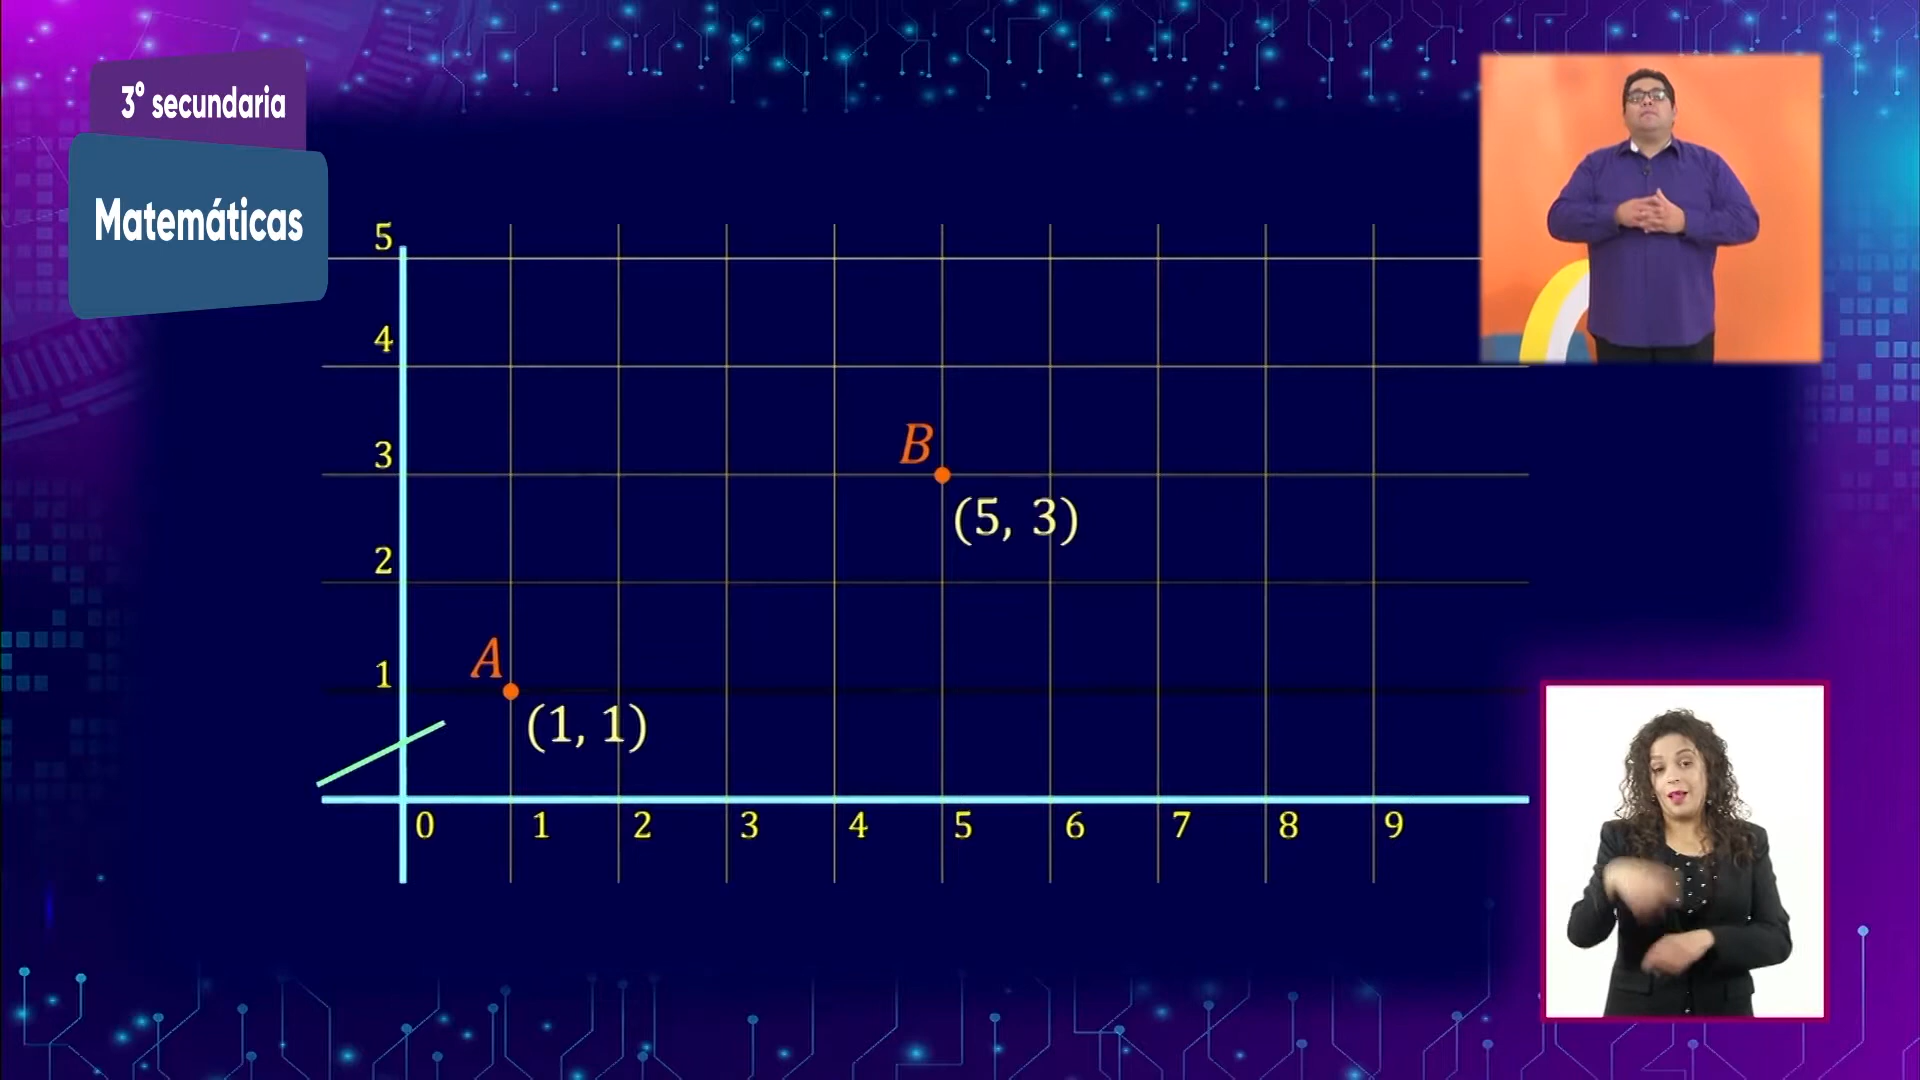 3° secundaria
Matemáticas
5
4
3
2
1
B
(5, 3)
A
(1, 1)
0 1 2 3 4 5 6 7 8 9